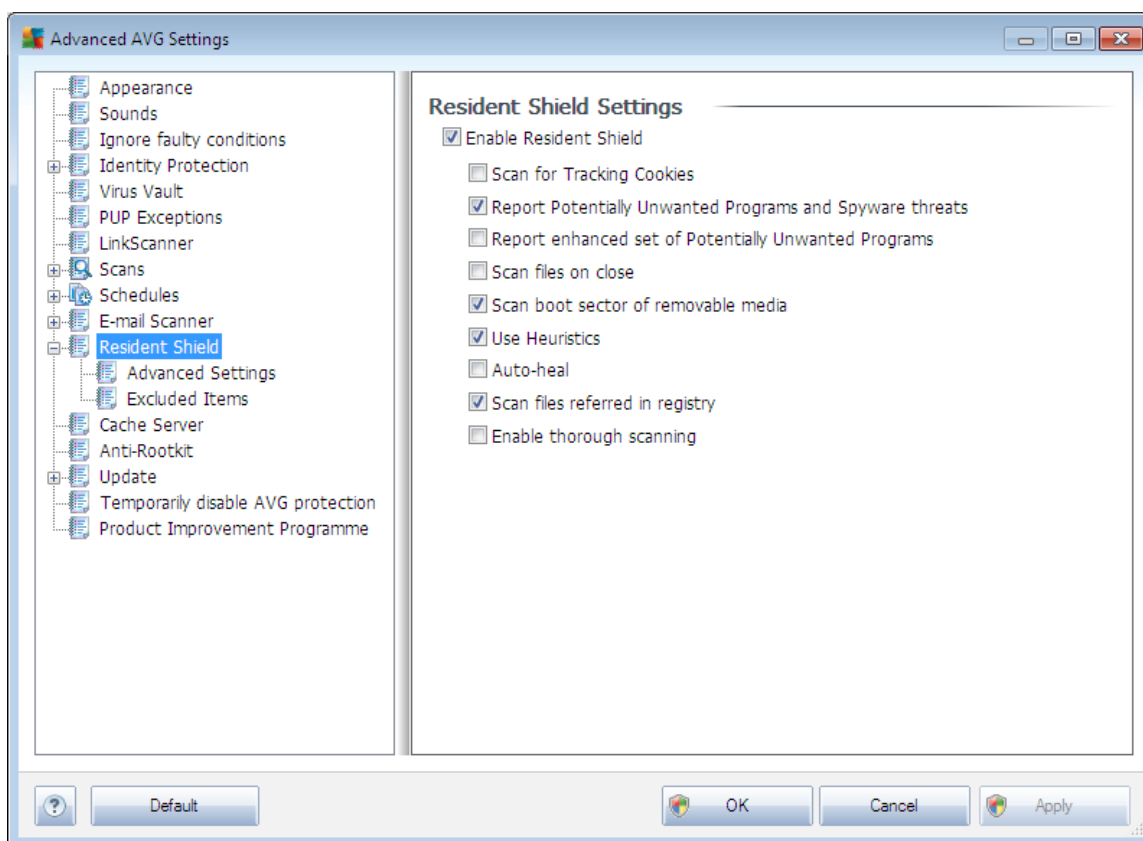 Advanced AVG Settings
Appearance
Sounds
Ignore faulty conditions
Identity Protection
Virus Vault
PUP Exceptions
LinkScanner
Scans
Schedules
E-mail Scanner
Resident Shield
Advanced Settings
Excluded Items
Cache Server
Anti-Rootkit
Update
Temporarily disable AVG protection
Product Improvement Programme
Resident Shield Settings
Enable Resident Shield
Scan for Tracking Cookies
Report Potentially Unwanted Programs and Spyware threats
Report enhanced set of Potentially Unwanted Programs
Scan files on close
Scan boot sector of removable media
Use Heuristics
Auto-heal
Scan files referred in registry
Enable thorough scanning
? Default OK Cancel Apply